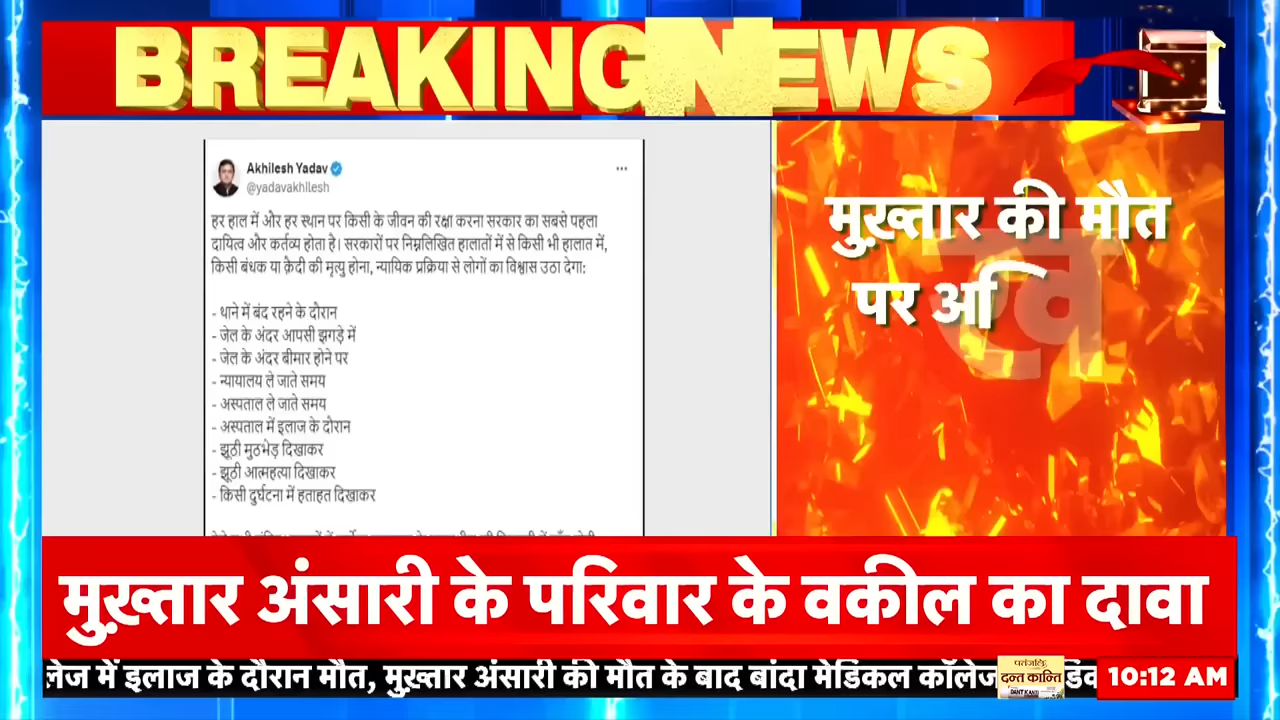 BREAKING NEWS
Akhilesh Yadav
@yadavakhilesh
हर हाल में और हर स्थान पर किसी के जीवन की रक्षा करना सरकार का सबसे पहला
दायित्व और कर्तव्य होता है। सरकारों पर निम्नलिखित हालातों में से किसी भी हालात में,
किसी बंधक या क़ैदी की मृत्यु होना, न्यायिक प्रक्रिया से लोगों का विश्वास उठा देगा:
- थाने में बंद रहने के दौरान
- जेल के अंदर आपसी झगड़े में
- जेल के अंदर बीमार होने पर
- न्यायालय ले जाते समय
- अस्पताल ले जाते समय
- अस्पताल में इलाज के दौरान
- झूठी मुठभेड़ दिखाकर
- झूठी आत्महत्या दिखाकर
- किसी दुर्घटना में हताहत दिखाकर
मुख़्तार की मौत
पर
मुख़्तार अंसारी के परिवार के वकील का दावा
लेज में इलाज के दौरान मौत, मुख़्तार अंसारी की मौत के बाद बांदा मेडिकल कॉलेज
पतंजलि
दन्त कान्ति
DANT KANTI
10:12 AM